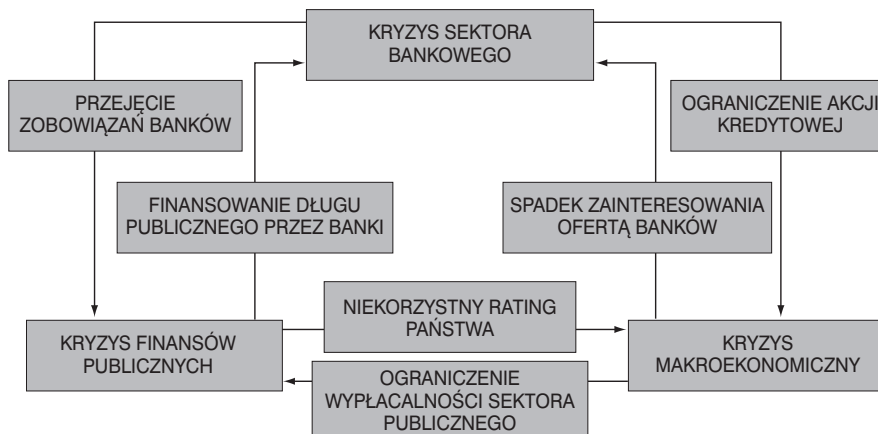 KRYZYS SEKTORA
BANKOWEGO
PRZEJĘCIE
ZOBOWIĄZAŃ BANKÓW
OGRANICZENIE AKCJI
KREDYTOWEJ
FINANSOWANIE DŁUGU
PUBLICZNEGO PRZEZ BANKI
SPADEK ZAINTERESOWANIA
OFERTĄ BANKÓW
NIEKORZYSTNY RATING
PAŃSTWA
KRYZYS FINANSÓW
PUBLICZNYCH
KRYZYS
MAKROEKONOMICZNY
OGRANICZENIE
WYPŁACALNOŚCI SEKTORA
PUBLICZNEGO